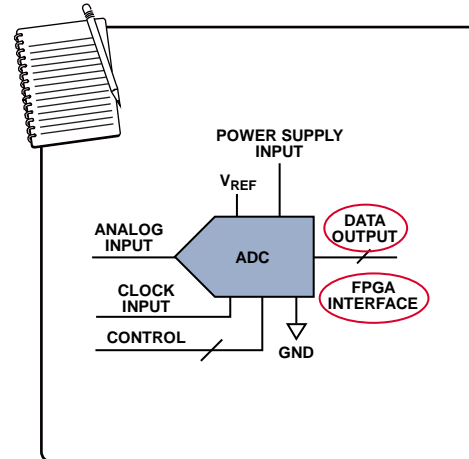 POWER SUPPLY
INPUT
VREF
ANALOG
INPUT
ADC
DATA
OUTPUT
CLOCK
INPUT
FPGA
INTERFACE
CONTROL
GND